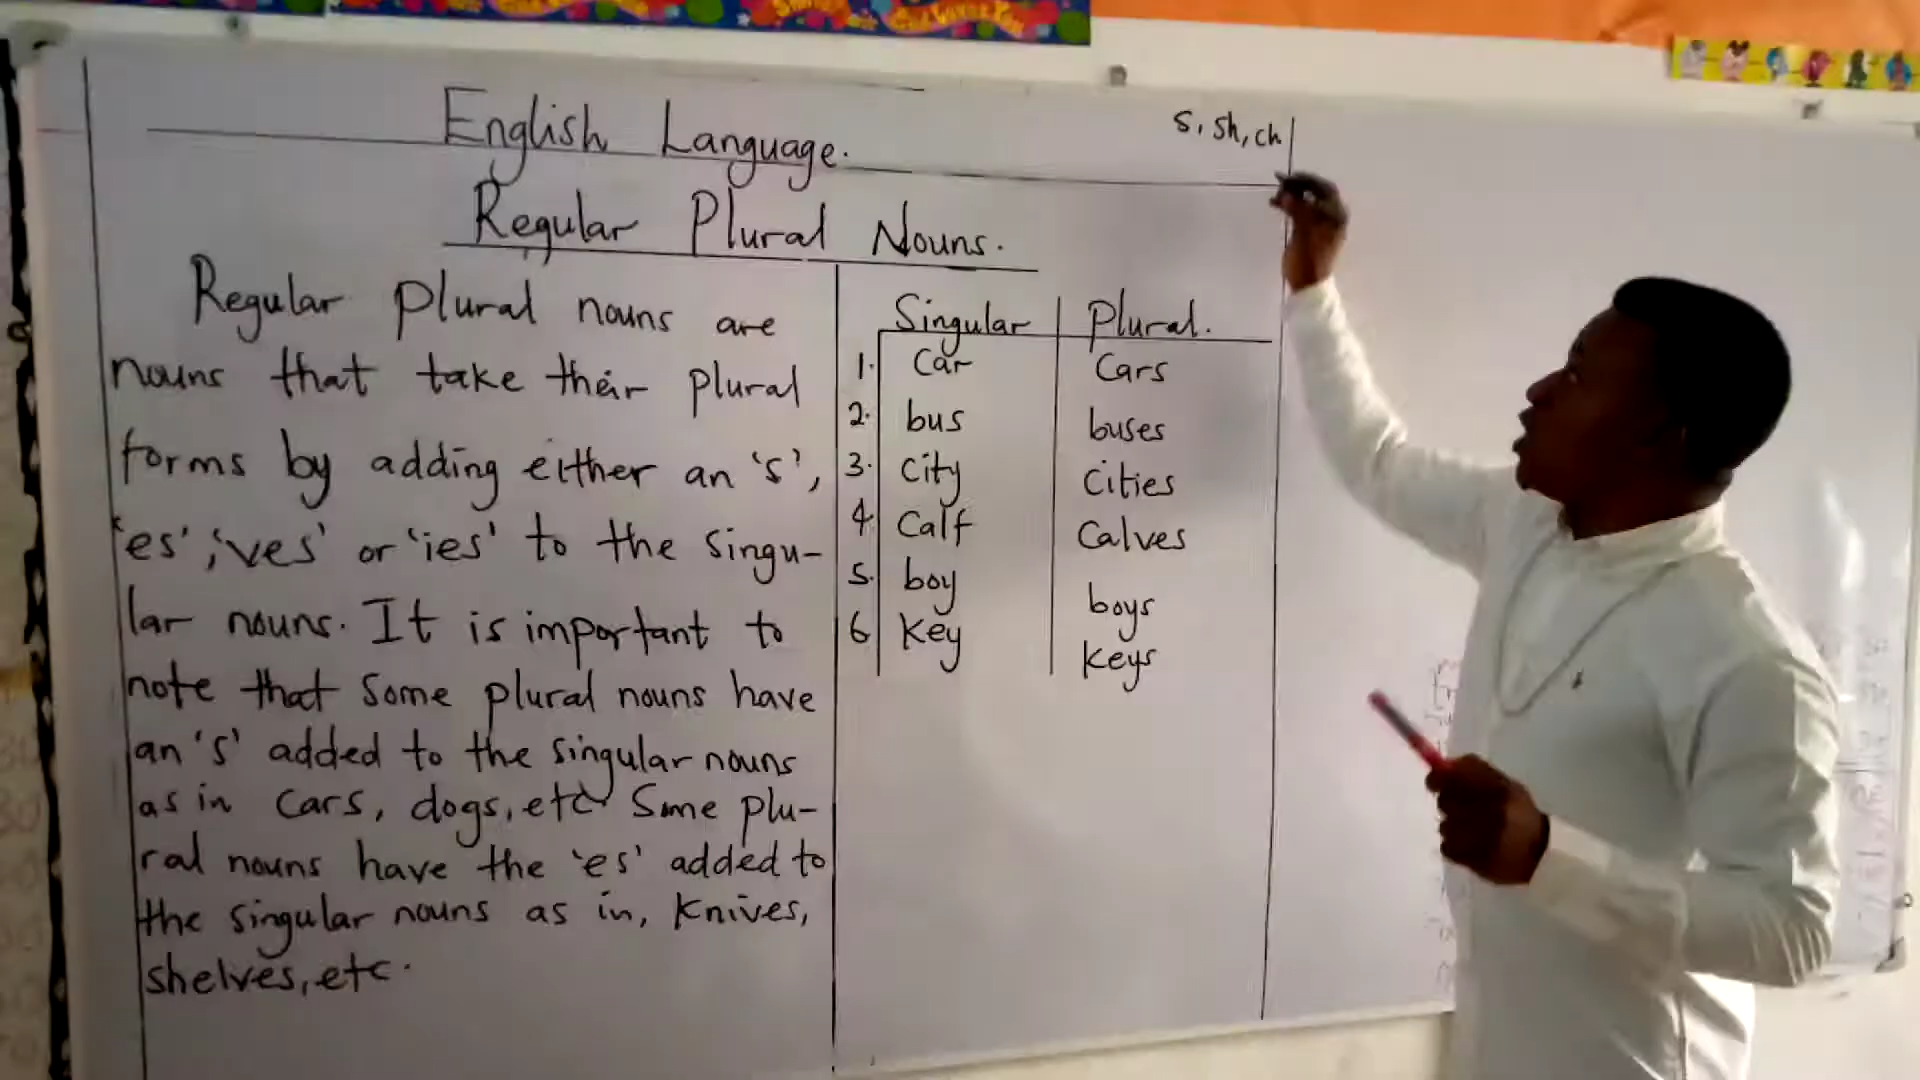 God Loves You
s, sh, ch
English Language.
Regular Plural Nouns.
Regular plural nouns are
nouns that take their plural
forms by adding either an 's',
'es', 'ves' or 'ies' to the singu-
lar nouns. It is important to
note that some plural nouns have
an 's' added to the singular nouns
as in cars, dogs, etc Some plu-
ral nouns have the 'es' added to
the singular nouns as in, knives,
shelves, etc.
Singular Plural.
1. Car Cars
2. bus buses
3. City Cities
4 Calf Calves
5. boy boys
6 Key Keys